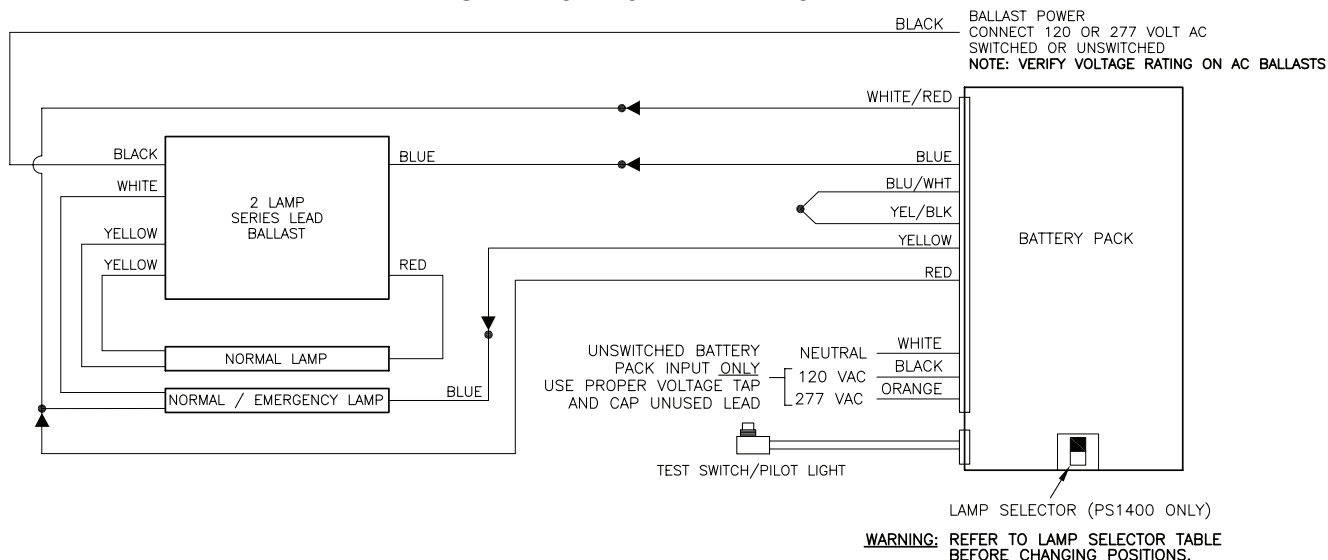 BLACK
BALLAST POWER
CONNECT 120 OR 277 VOLT AC
SWITCHED OR UNSWITCHED
NOTE: VERIFY VOLTAGE RATING ON AC BALLASTS
WHITE/RED
BLACK
BLUE
BLUE
WHITE
BLU/WHT
2 LAMP
SERIES LEAD
BALLAST
YEL/BLK
YELLOW
YELLOW
BATTERY PACK
YELLOW
RED
RED
NORMAL LAMP
UNSWITCHED BATTERY
PACK INPUT ONLY
USE PROPER VOLTAGE TAP
AND CAP UNUSED LEAD
NEUTRAL
WHITE
120 VAC
BLACK
277 VAC
ORANGE
NORMAL / EMERGENCY LAMP
BLUE
TEST SWITCH/PILOT LIGHT
LAMP SELECTOR (PS1400 ONLY)
WARNING: REFER TO LAMP SELECTOR TABLE
BEFORE CHANGING POSITIONS.